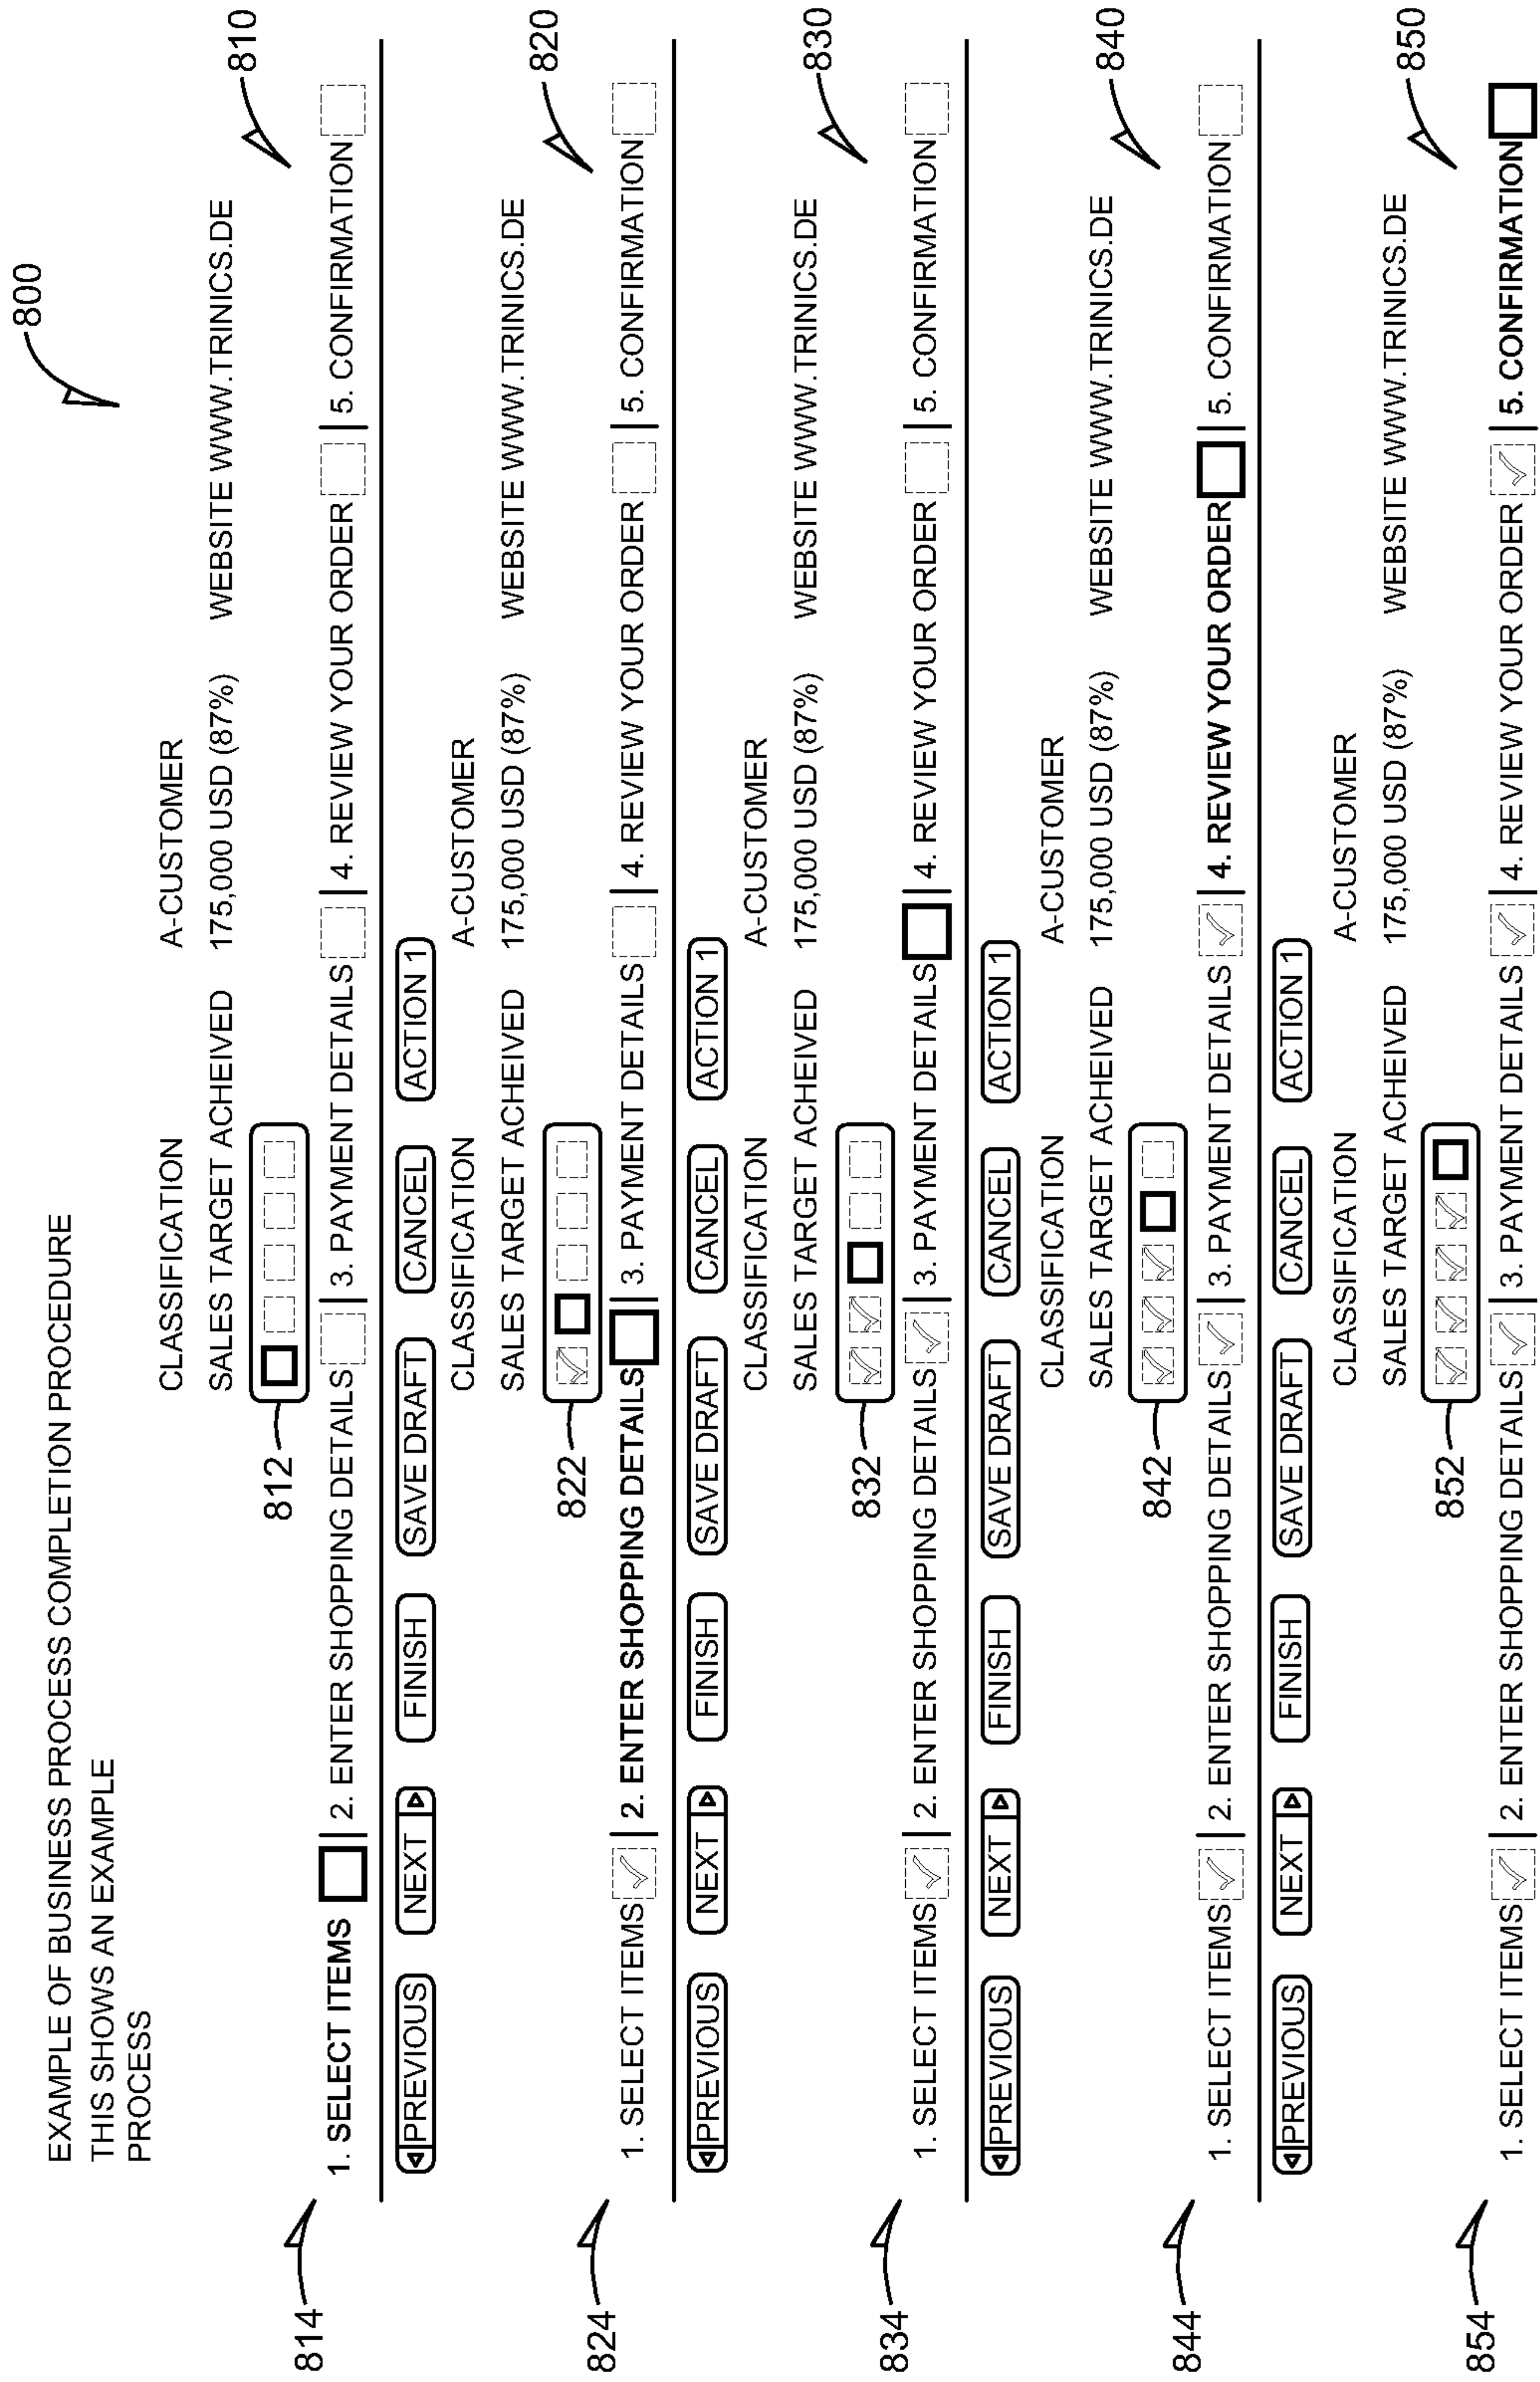 800
EXAMPLE OF BUSINESS PROCESS COMPLETION PROCEDURE
THIS SHOWS AN EXAMPLE
PROCESS
810
CLASSIFICATION A-CUSTOMER
SALES TARGET ACHEIVED 175,000 USD (87%) WEBSITE WWW.TRINICS.DE
812
814
1. SELECT ITEMS 2. ENTER SHOPPING DETAILS 3. PAYMENT DETAILS 4. REVIEW YOUR ORDER 5. CONFIRMATION
PREVIOUS NEXT FINISH SAVE DRAFT CANCEL ACTION 1
820
CLASSIFICATION A-CUSTOMER
SALES TARGET ACHEIVED 175,000 USD (87%) WEBSITE WWW.TRINICS.DE
822
824
1. SELECT ITEMS 2. ENTER SHOPPING DETAILS 3. PAYMENT DETAILS 4. REVIEW YOUR ORDER 5. CONFIRMATION
PREVIOUS NEXT FINISH SAVE DRAFT CANCEL ACTION 1
830
CLASSIFICATION A-CUSTOMER
SALES TARGET ACHEIVED 175,000 USD (87%) WEBSITE WWW.TRINICS.DE
832
834
1. SELECT ITEMS 2. ENTER SHOPPING DETAILS 3. PAYMENT DETAILS 4. REVIEW YOUR ORDER 5. CONFIRMATION
PREVIOUS NEXT FINISH SAVE DRAFT CANCEL ACTION 1
840
CLASSIFICATION A-CUSTOMER
SALES TARGET ACHEIVED 175,000 USD (87%) WEBSITE WWW.TRINICS.DE
842
844
1. SELECT ITEMS 2. ENTER SHOPPING DETAILS 3. PAYMENT DETAILS 4. REVIEW YOUR ORDER 5. CONFIRMATION
PREVIOUS NEXT FINISH SAVE DRAFT CANCEL ACTION 1
850
CLASSIFICATION A-CUSTOMER
SALES TARGET ACHEIVED 175,000 USD (87%) WEBSITE WWW.TRINICS.DE
852
854
1. SELECT ITEMS 2. ENTER SHOPPING DETAILS 3. PAYMENT DETAILS 4. REVIEW YOUR ORDER 5. CONFIRMATION